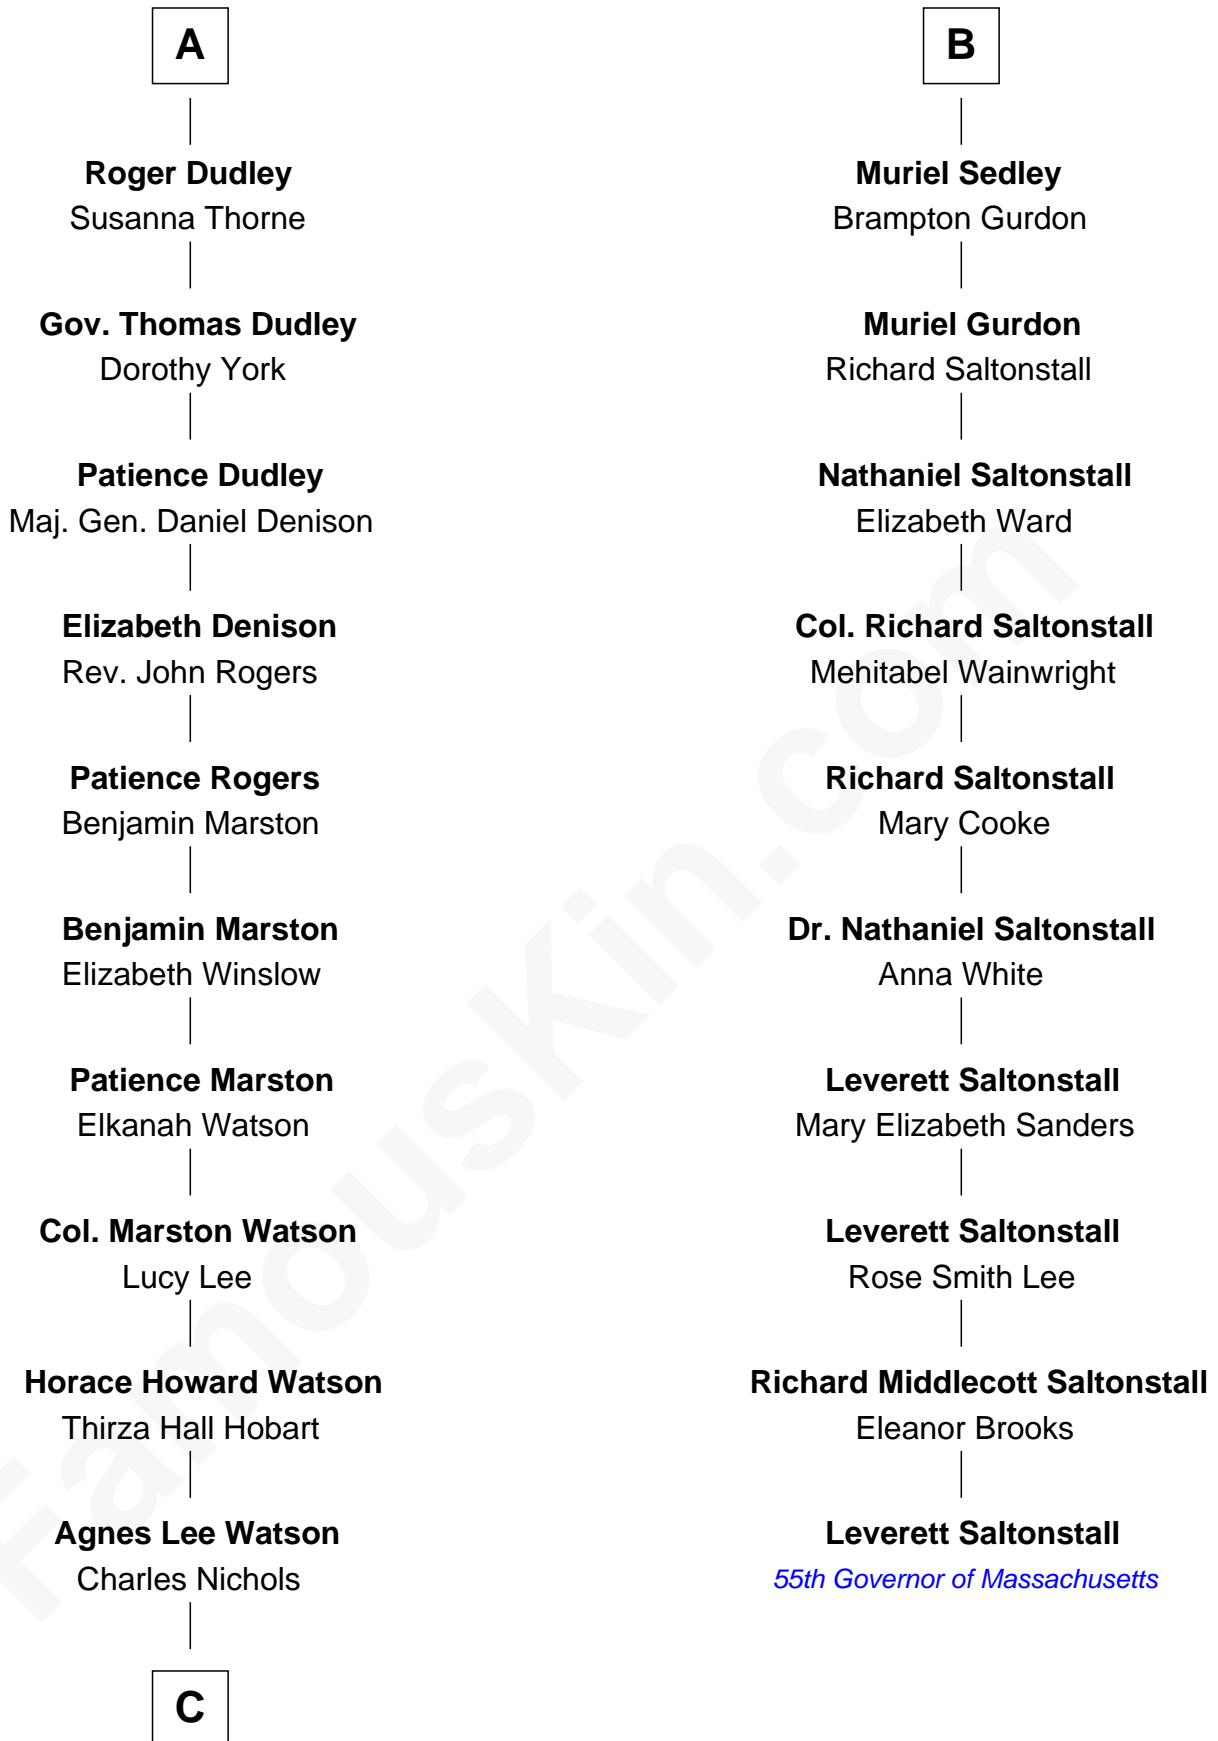 A
Roger Dudley
Susanna Thorne
Gov. Thomas Dudley
Dorothy York
Patience Dudley
Maj. Gen. Daniel Denison
Elizabeth Denison
Rev. John Rogers
Patience Rogers
Benjamin Marston
Benjamin Marston
Elizabeth Winslow
Patience Marston
Elkanah Watson
Col. Marston Watson
Lucy Lee
Horace Howard Watson
Thirza Hall Hobart
Agnes Lee Watson
Charles Nichols
C
B
Muriel Sedley
Brampton Gurdon
Muriel Gurdon
Richard Saltonstall
Nathaniel Saltonstall
Elizabeth Ward
Col. Richard Saltonstall
Mehitabel Wainwright
Richard Saltonstall
Mary Cooke
Dr. Nathaniel Saltonstall
Anna White
Leverett Saltonstall
Mary Elizabeth Sanders
Leverett Saltonstall
Rose Smith Lee
Richard Middlecott Saltonstall
Eleanor Brooks
Leverett Saltonstall
55th Governor of Massachusetts
FamousKin.com